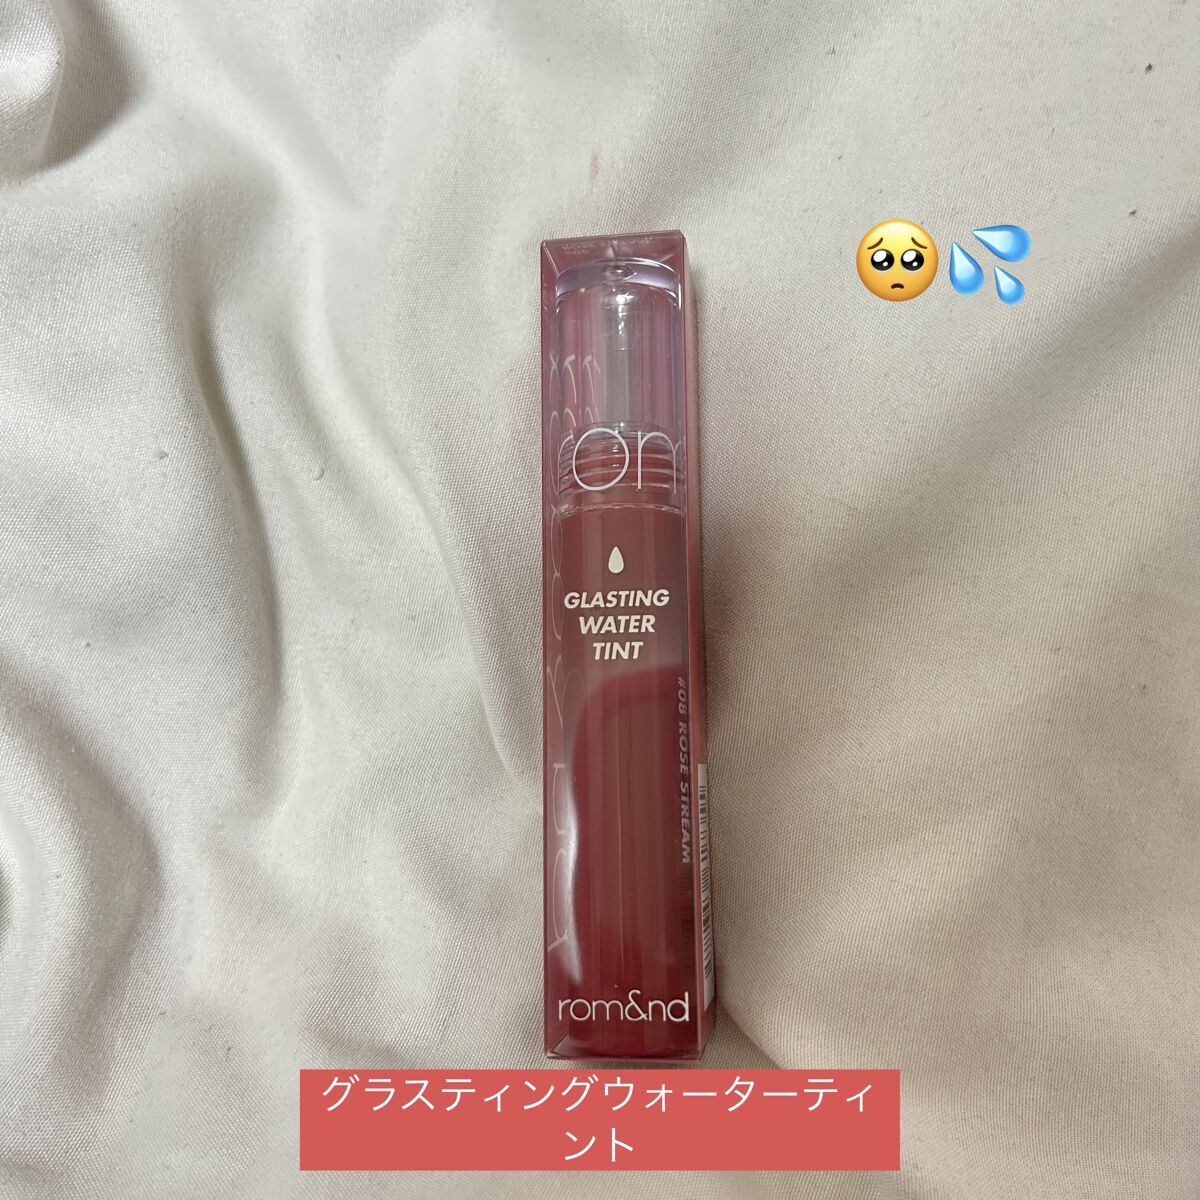 rom
GLASTING
WATER
TINT
#08 ROSE STREAM
rom&nd
グラスティングウォーターティ
ント